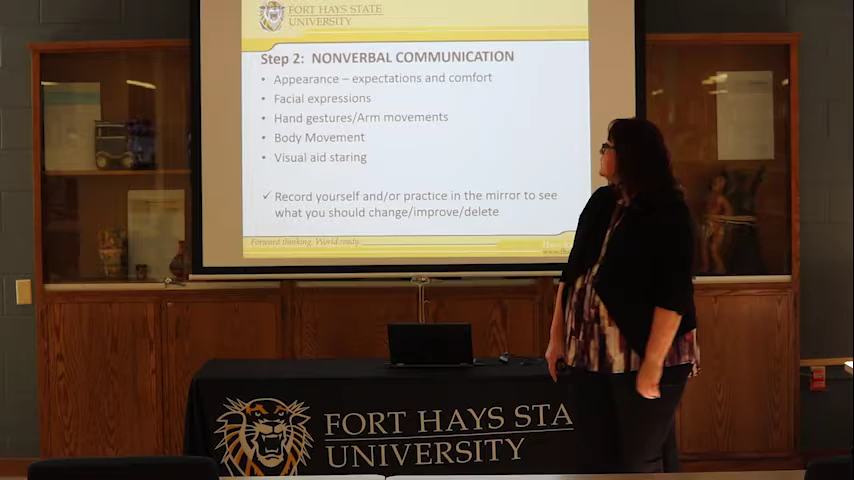 FORT HAYS STATE
UNIVERSITY
Step 2: NONVERBAL COMMUNICATION
• Appearance – expectations and comfort
• Facial expressions
• Hand gestures/Arm movements
• Body Movement
• Visual aid staring
✓ Record yourself and/or practice in the mirror to see
what you should change/improve/delete
Forward thinking. World ready.
FORT HAYS STA
UNIVERSITY